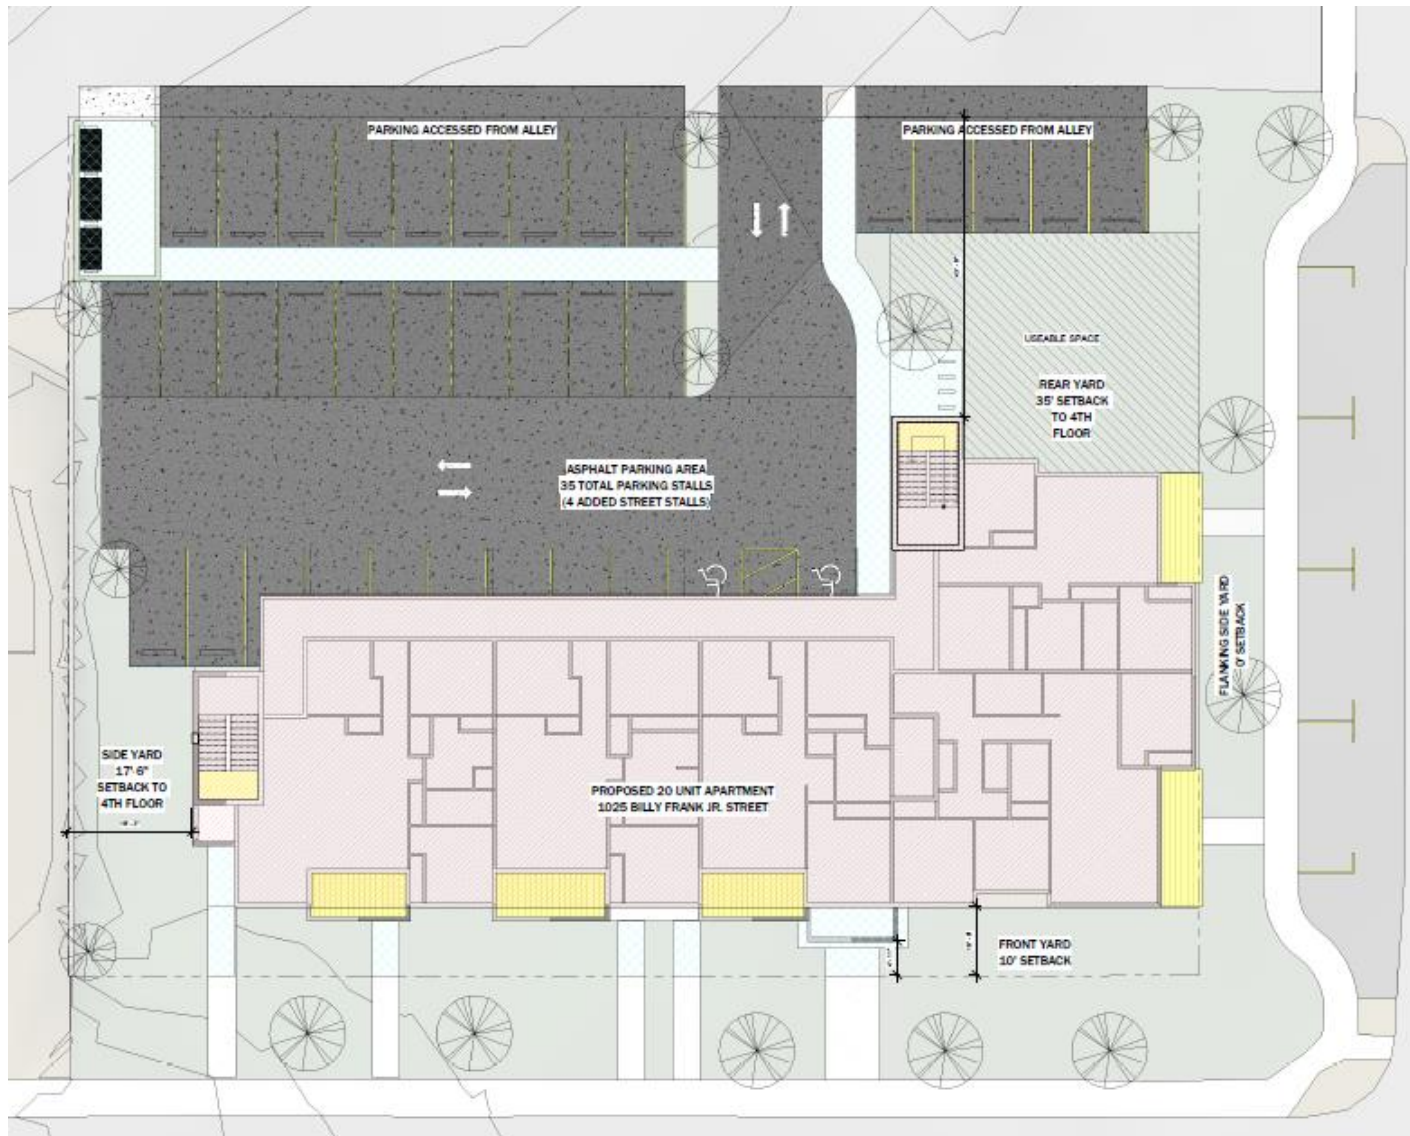 PARKING ACCESSED FROM ALLEY
PARKING ACCESSED FROM ALLEY
USEABLE SPACE
REAR YARD
35' SETBACK
TO 4TH
FLOOR
ASPHALT PARKING AREA
35 TOTAL PARKING STALLS
(4 ADDED STREET STALLS)
FLANKING SIDE YARD
0' SETBACK
SIDE YARD
17'-6"
SETBACK TO
4TH FLOOR
PROPOSED 20 UNIT APARTMENT
1025 BILLY FRANK JR. STREET
FRONT YARD
10' SETBACK